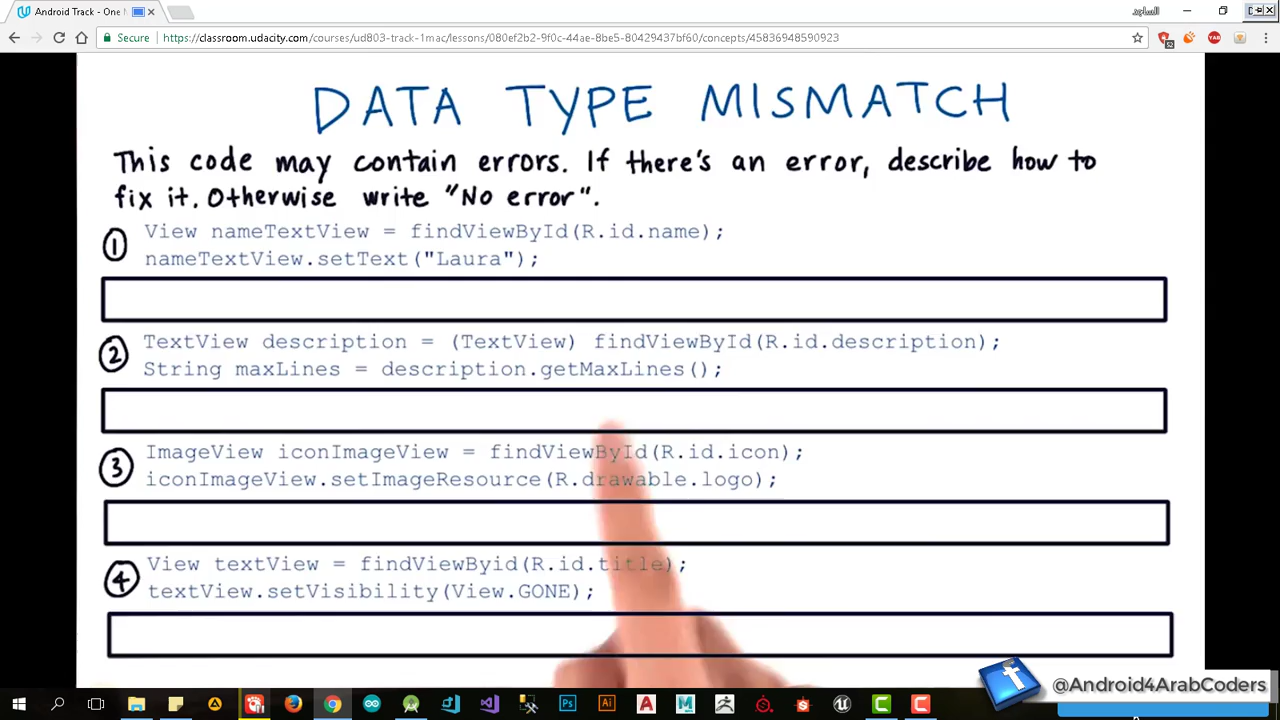 Android Track - One M
الساجد
Secure
https://classroom.udacity.com/courses/ud803-track-1mac/lessons/080ef2b2-9f0c-44ae-8be5-80429437bf60/concepts/45836948590923
DATA TYPE MISMATCH
This code may contain errors. If there's an error, describe how to
fix it. Otherwise write "No error".
1 View nameTextView = findViewById(R.id.name);
nameTextView.setText("Laura");
2 TextView description = (TextView) findViewById(R.id.description);
String maxLines = description.getMaxLines();
3 ImageView iconImageView = findViewById(R.id.icon);
iconImageView.setImageResource(R.drawable.logo);
4 View textView = findViewByid(R.id.title);
textView.setVisibility(View.GONE);
@Android4ArabCoders